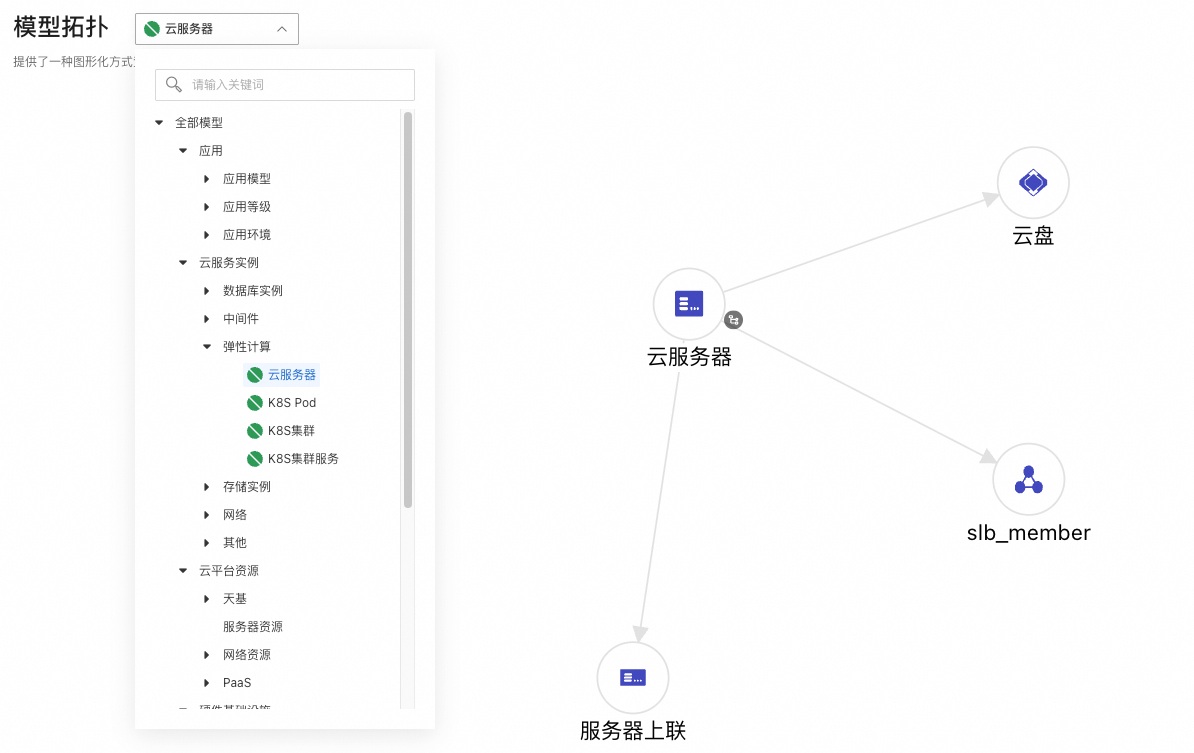 模型拓扑
云服务器
提供了一种图形化方式
请输入关键词
全部模型
应用
应用模型
应用等级
应用环境
云服务实例
数据库实例
中间件
弹性计算
云服务器
K8S Pod
K8S集群
K8S集群服务
存储实例
网络
其他
云平台资源
天基
服务器资源
网络资源
PaaS
硬件基础设施
云盘
云服务器
slb_member
服务器上联